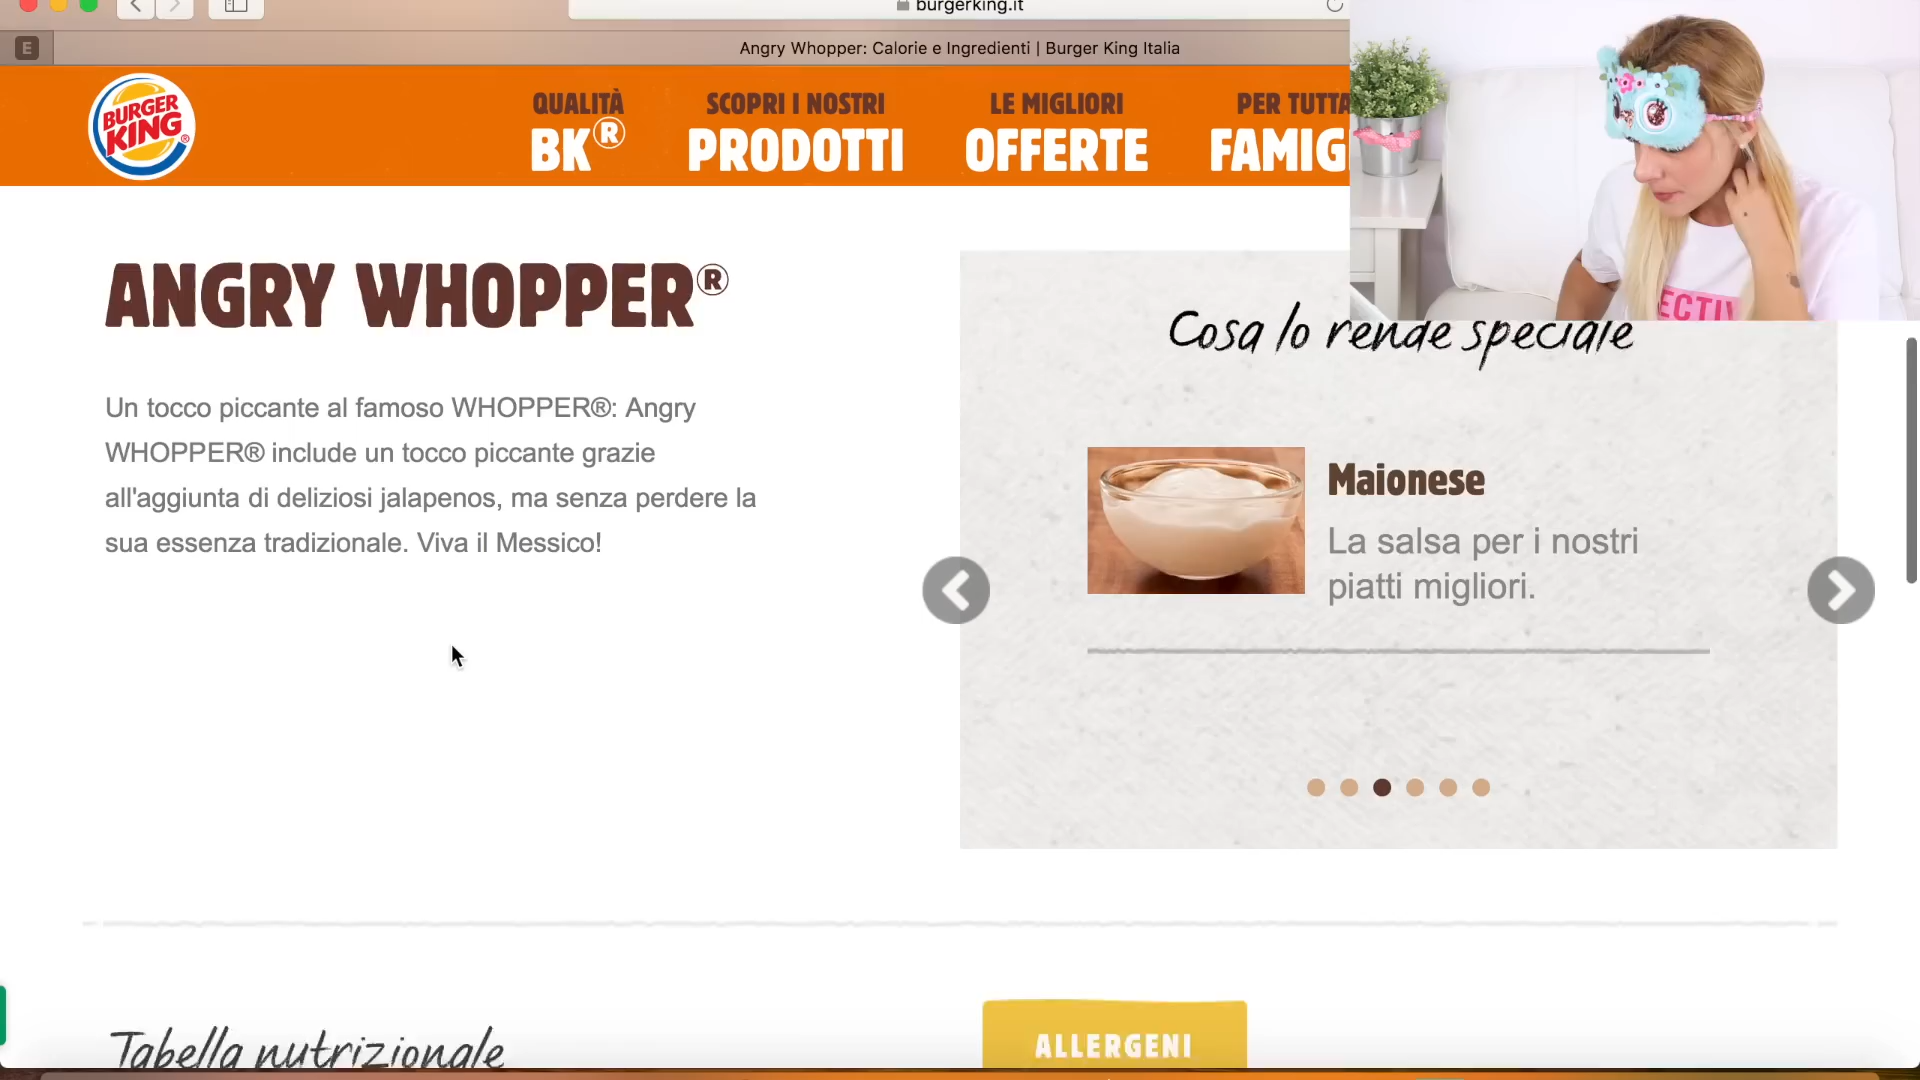 burgerking.it
E
Angry Whopper: Calorie e Ingredienti | Burger King Italia
BURGER
KING®
QUALITÀ
BK®
SCOPRI I NOSTRI
PRODOTTI
LE MIGLIORI
OFFERTE
PER TUTTA
FAMIG
ECTI
ANGRY WHOPPER®
Un tocco piccante al famoso WHOPPER®: Angry
WHOPPER® include un tocco piccante grazie
all'aggiunta di deliziosi jalapenos, ma senza perdere la
sua essenza tradizionale. Viva il Messico!
Cosa lo rende speciale
Maionese
La salsa per i nostri
piatti migliori.
Tabella nutrizionale
ALLERGENI